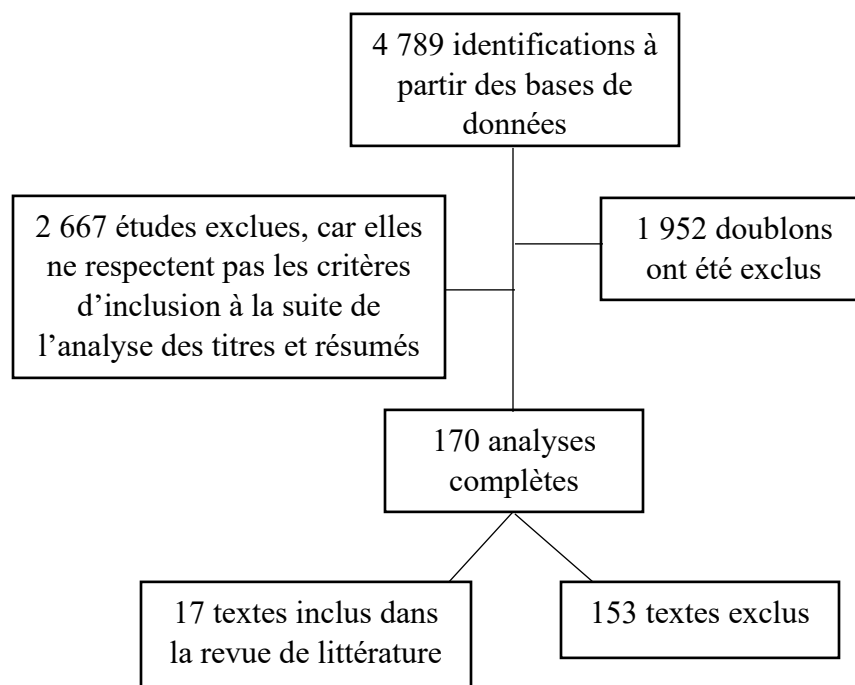 4 789 identifications à
partir des bases de
données
2 667 études exclues, car elles
ne respectent pas les critères
d’inclusion à la suite de
l’analyse des titres et résumés
1 952 doublons
ont été exclus
170 analyses
complètes
17 textes inclus dans
la revue de littérature
153 textes exclus